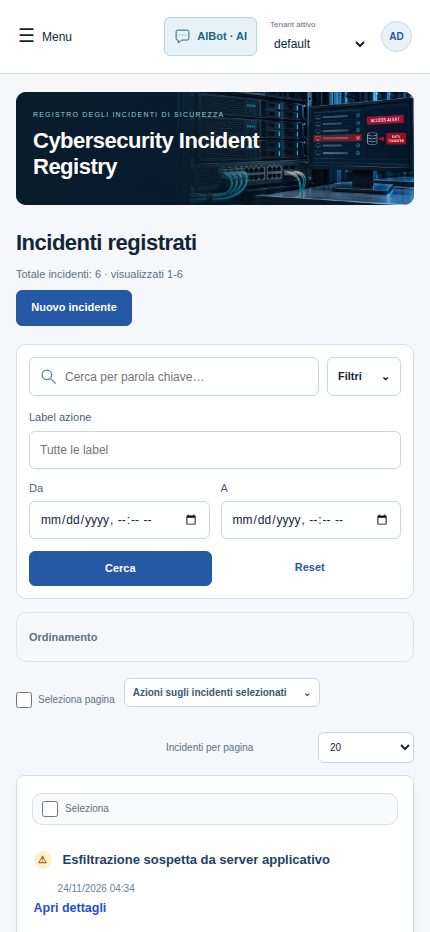 Menu
AIBot · AI
Tenant attivo
default
AD
REGISTRO DEGLI INCIDENTI DI SICUREZZA
Cybersecurity Incident
Registry
ACCESS AUDIT
DATA
TRANSFER
Incidenti registrati
Totale incidenti: 6 · visualizzati 1-6
Nuovo incidente
Cerca per parola chiave…
Filtri
Label azione
Tutte le label
Da
A
mm/dd/yyyy, --:-- --
mm/dd/yyyy, --:-- --
Cerca
Reset
Ordinamento
Seleziona pagina
Azioni sugli incidenti selezionati
Incidenti per pagina
20
Seleziona
Esfiltrazione sospetta da server applicativo
24/11/2026 04:34
Apri dettagli